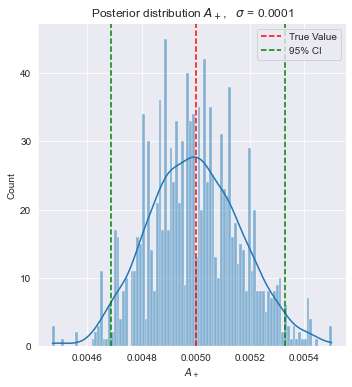 Posterior distribution A₊, σ = 0.0001
True Value
95% CI
40
30
20
10
0
Count
0.0046 0.0048 0.0050 0.0052 0.0054
A₊